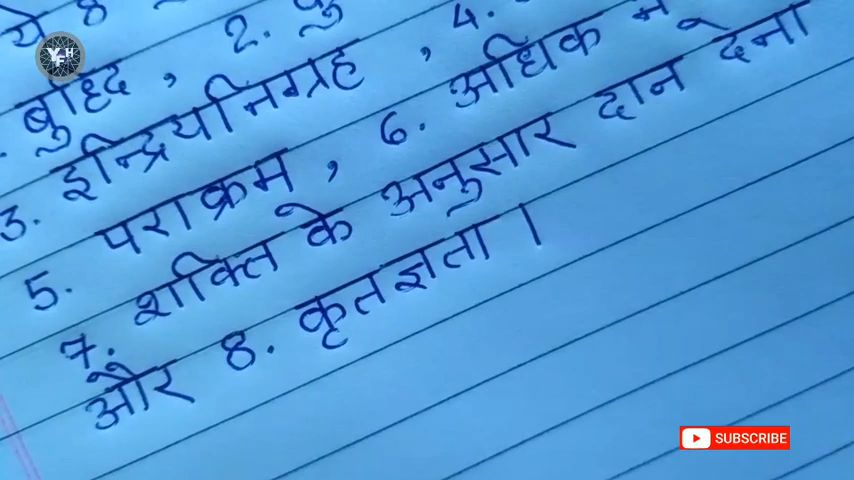 ये 8
बुद्धि, 2.
3. इन्द्रियनिग्रह, 4.
5. पराक्रम, 6. अधिक न
7. शक्ति के अनुसार दान देना
और 8. कृतज्ञता।
YFH
SUBSCRIBE